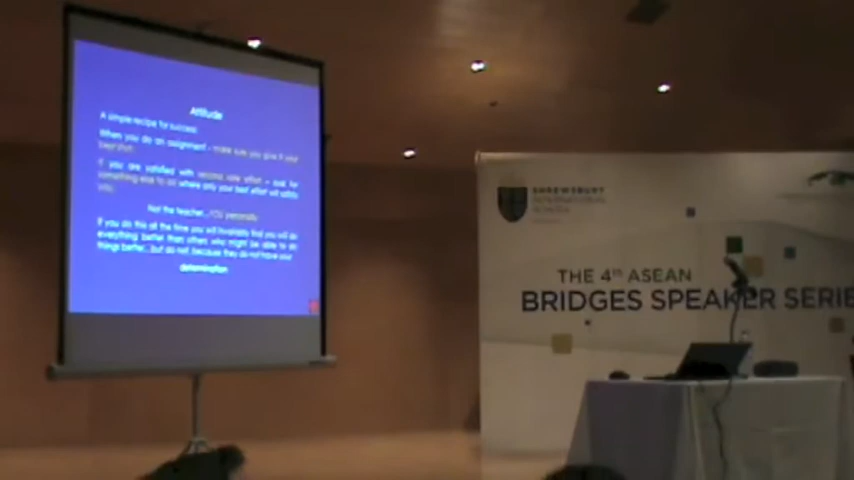 Attitude
A simple recipe for success:
When you do an assignment - make sure you give it your
best shot
If you are satisfied with second rate effort - look for
something else to do where only your best effort will satisfy
you
Not the teacher...YOU personally
If you do this all the time you will invariably find you will do
everything better than others who might be able to do
things better...but do not because they do not have your
determination
SHREWSBURY
INTERNATIONAL
SCHOOL
THE 4th ASEAN
BRIDGES SPEAKER SERIE